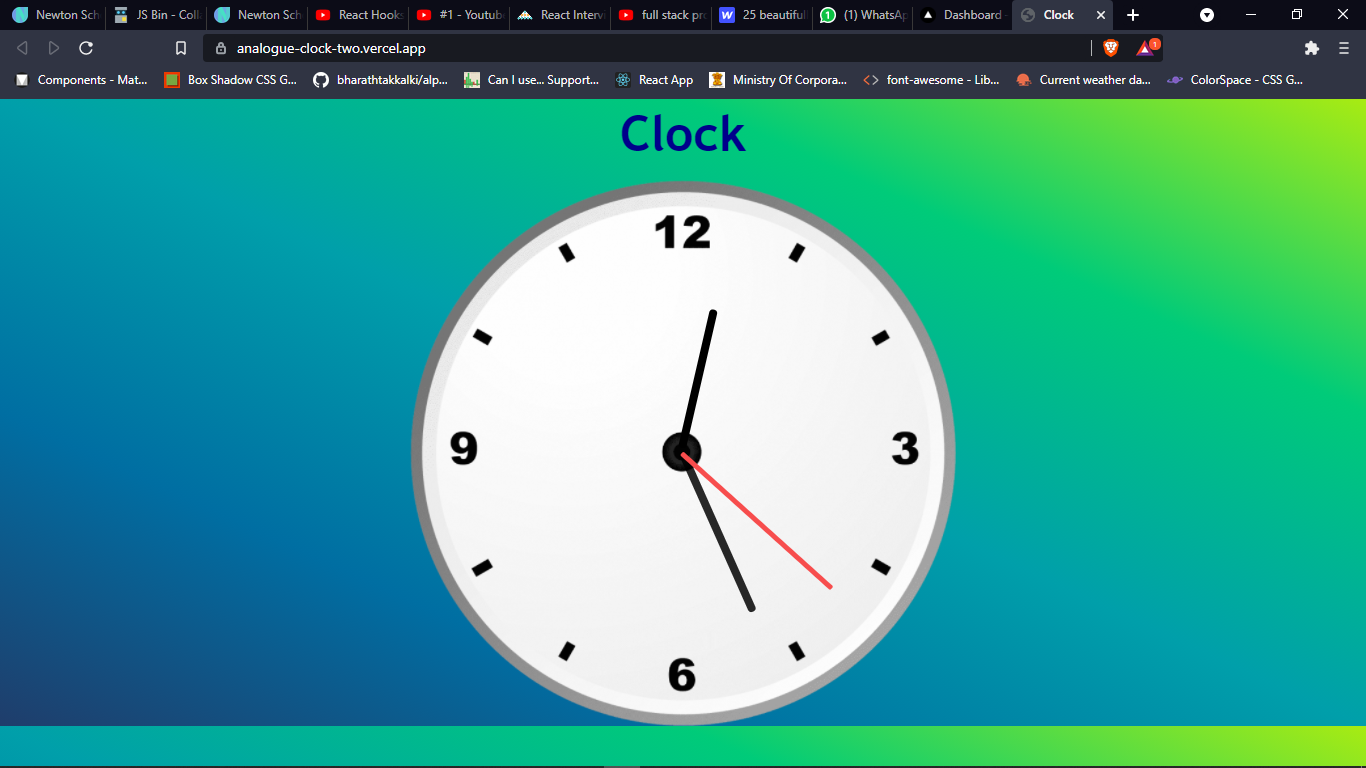 Newton Sch
JS Bin - Coll
Newton Sch
React Hooks
#1 - Youtube
React Interv
full stack pro
25 beautiful
(1) WhatsAp
Dashboard
Clock
analogue-clock-two.vercel.app
1
Components - Mat...
Box Shadow CSS G...
bharathtakkalki/alp...
Can I use... Support...
React App
Ministry Of Corpora...
font-awesome - Lib...
Current weather da...
ColorSpace - CSS G...
Clock
12
9
3
6